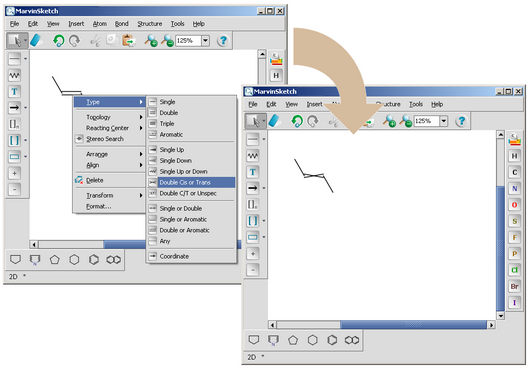 MarvinSketch
File Edit View Insert Atom Bond Structure Tools Help
125%
H
T
Type
Topology
Reacting Center
Stereo Search
Arrange
Align
Delete
Transform
Format...
Single
Double
Triple
Aromatic
Single Up
Single Down
Single Up or Down
Double Cis or Trans
Double C/T or Unspec
Single or Double
Single or Aromatic
Double or Aromatic
Any
Coordinate
N
2D *
MarvinSketch
File Edit View Insert Structure Tools Help
125%
H
C
N
O
S
F
P
Cl
Br
I
T
N
2D *